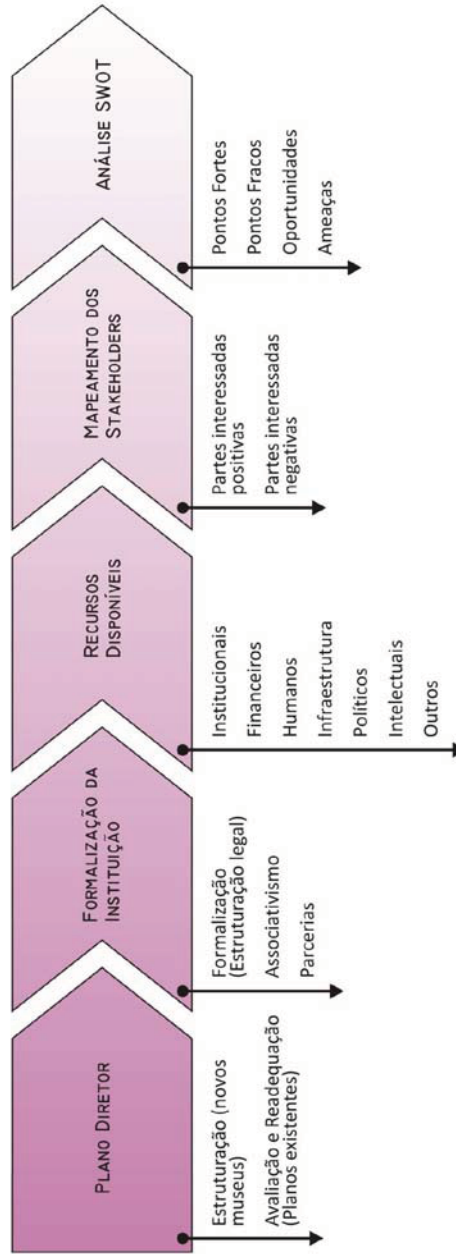 PLANO DIRETOR
Estruturação (novos
museus)
Avaliação e Readequação
(Planos existentes)
FORMALIZAÇÃO DA
INSTITUIÇÃO
Formalização
(Estruturação legal)
Associativismo
Parcerias
RECURSOS
DISPONÍVEIS
Institucionais
Financeiros
Humanos
Infraestrutura
Políticos
Intelectuais
Outros
MAPEAMENTO DOS
STAKEHOLDERS
Partes interessadas
positivas
Partes interessadas
negativas
ANÁLISE SWOT
Pontos Fortes
Pontos Fracos
Oportunidades
Ameaças